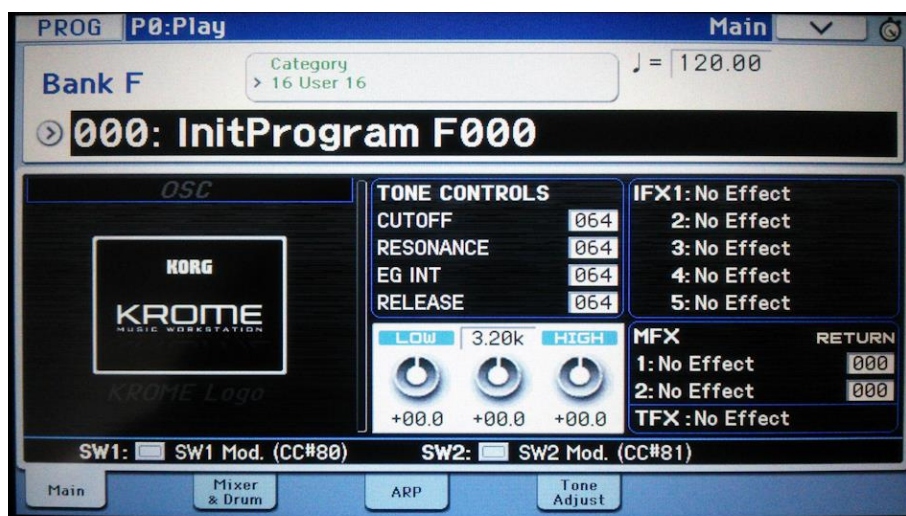 PROG P0:Play Main
Bank F
Category
> 16 User 16
♩ = 120.00
000: InitProgram F000
OSC
KORG
KROME
MUSIC WORKSTATION
KROME Logo
TONE CONTROLS
CUTOFF 064
RESONANCE 064
EG INT 064
RELEASE 064
LOW 3.20k HIGH
+00.0 +00.0 +00.0
IFX1: No Effect
2: No Effect
3: No Effect
4: No Effect
5: No Effect
MFX RETURN
1: No Effect 000
2: No Effect 000
TFX :No Effect
SW1: SW1 Mod. (CC#80) SW2: SW2 Mod. (CC#81)
Main
Mixer
& Drum
ARP
Tone
Adjust